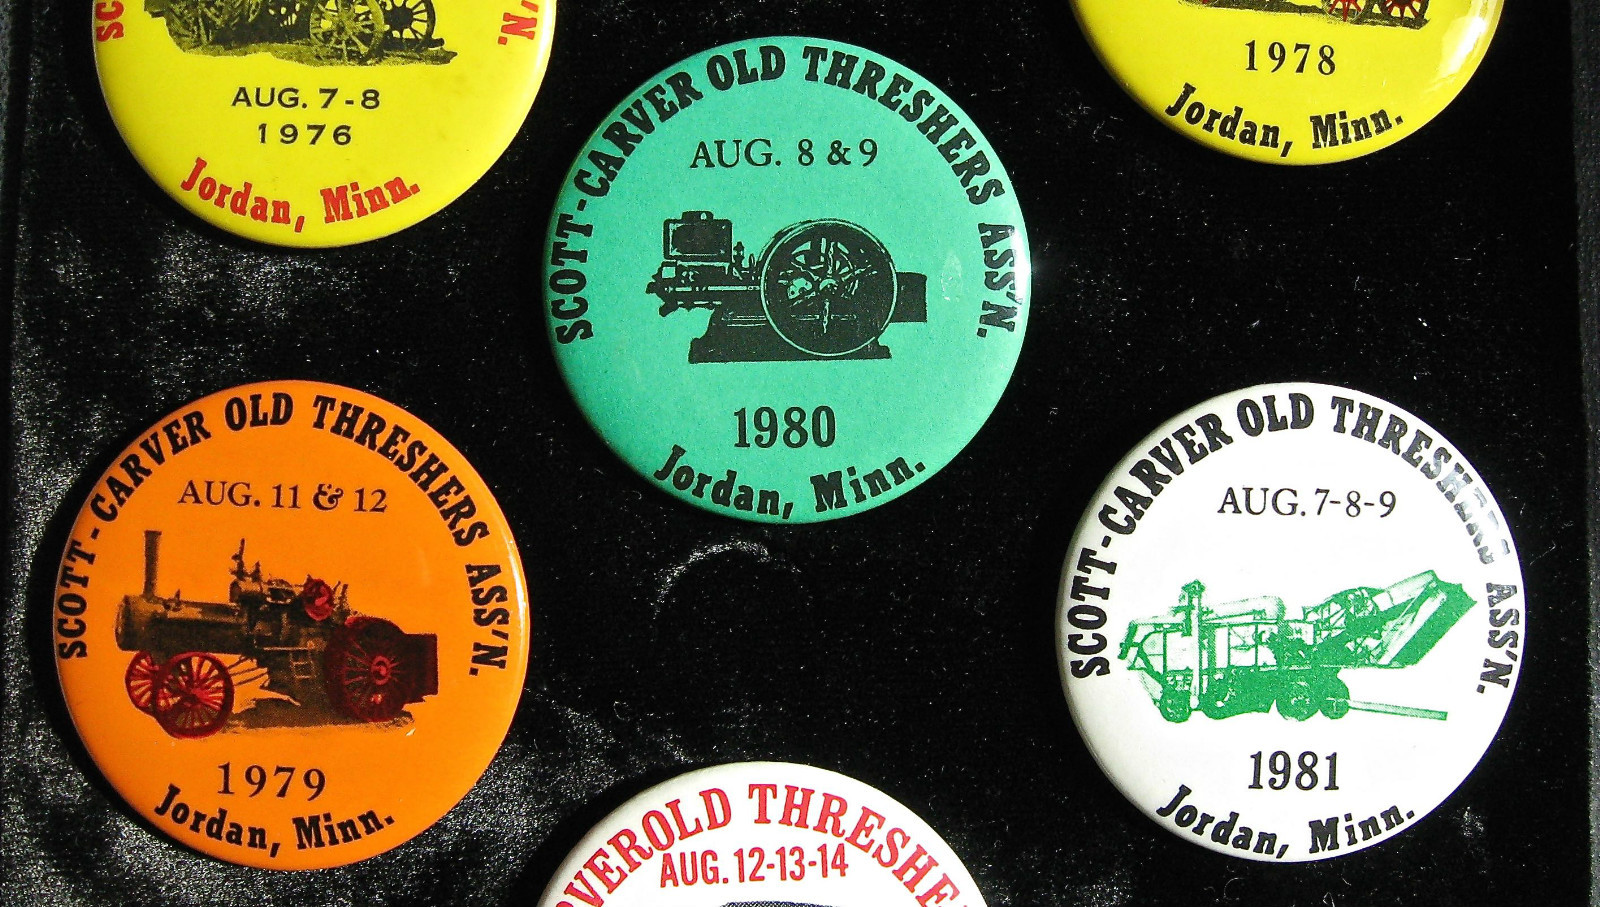 AUG. 7-8
1976
Jordan, Minn.
1978
Jordan, Minn.
SCOTT-CARVER OLD THRESHERS ASS'N.
AUG. 8 & 9
1980
Jordan, Minn.
SCOTT-CARVER OLD THRESHERS ASS'N.
AUG. 11 & 12
1979
Jordan, Minn.
SCOTT-CARVER OLD THRESHERS ASS'N.
AUG. 7-8-9
1981
Jordan, Minn.
OLD
AUG. 12-13-14